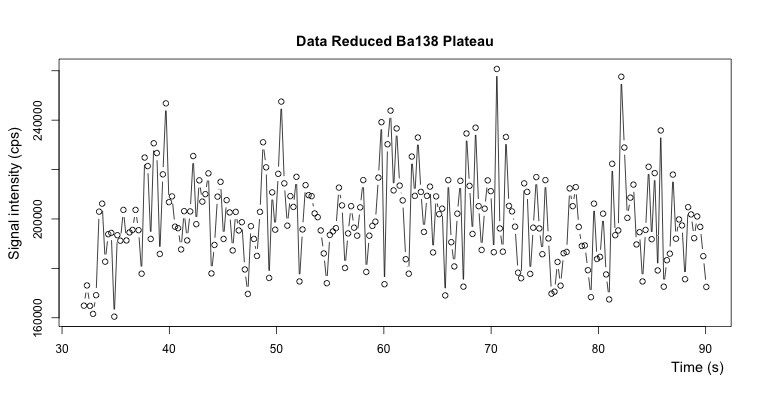 Data Reduced Ba138 Plateau
Signal intensity (cps)
240000
200000
160000
30 40 50 60 70 80 90
Time (s)